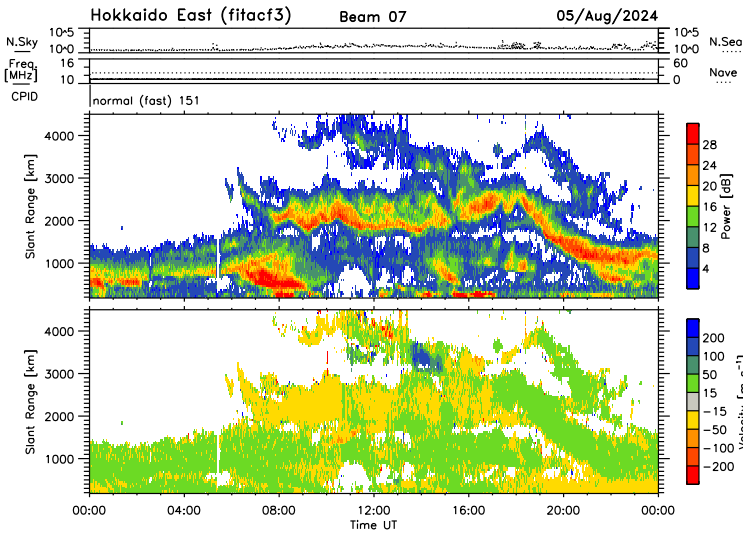 Hokkaido East (fitacf3) Beam 07 05/Aug/2024
N.Sky 10^5 10^0 10^5 10^0 N.Sea
Freq. [MHz] 16 10 60 0 Nave
CPID normal (fast) 151
Slant Range [km] 4000 3000 2000 1000
28 24 20 16 12 8 4 Power [dB]
Slant Range [km] 4000 3000 2000 1000
200 100 50 15 -15 -50 -100 -200 Velocity [m s^-1]
00:00 04:00 08:00 12:00 16:00 20:00 00:00
Time UT